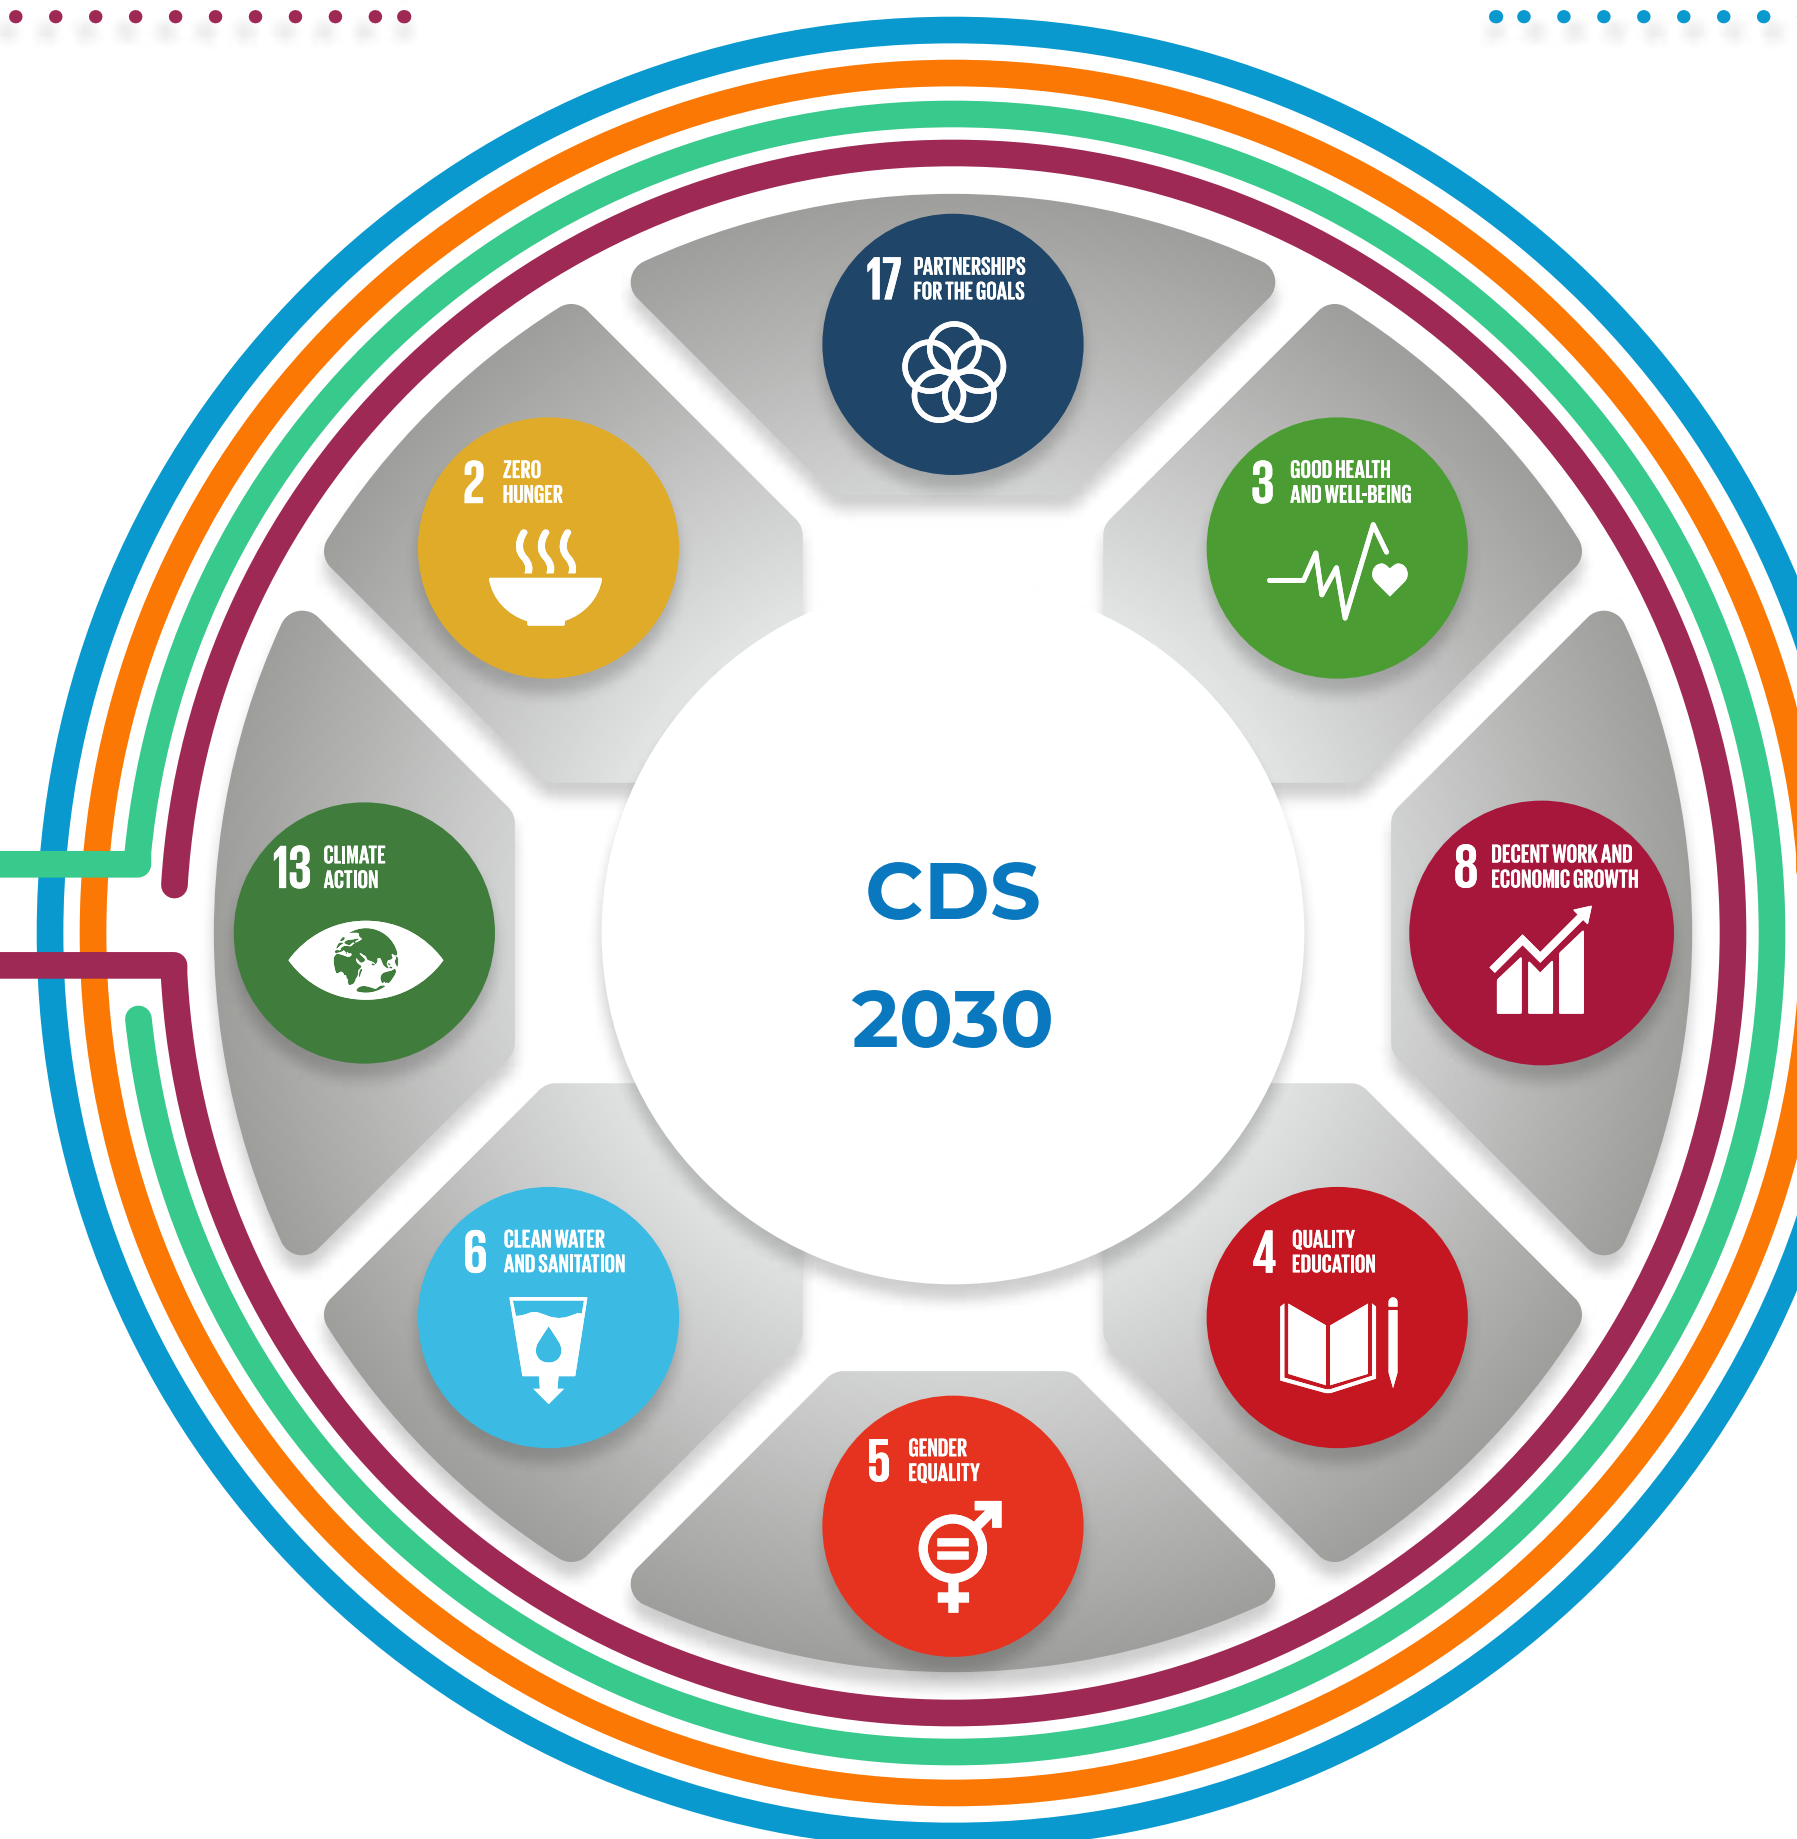 17 PARTNERSHIPS
FOR THE GOALS
2 ZERO
HUNGER
3 GOOD HEALTH
AND WELL-BEING
13 CLIMATE
ACTION
CDS
2030
8 DECENT WORK AND
ECONOMIC GROWTH
6 CLEAN WATER
AND SANITATION
4 QUALITY
EDUCATION
5 GENDER
EQUALITY